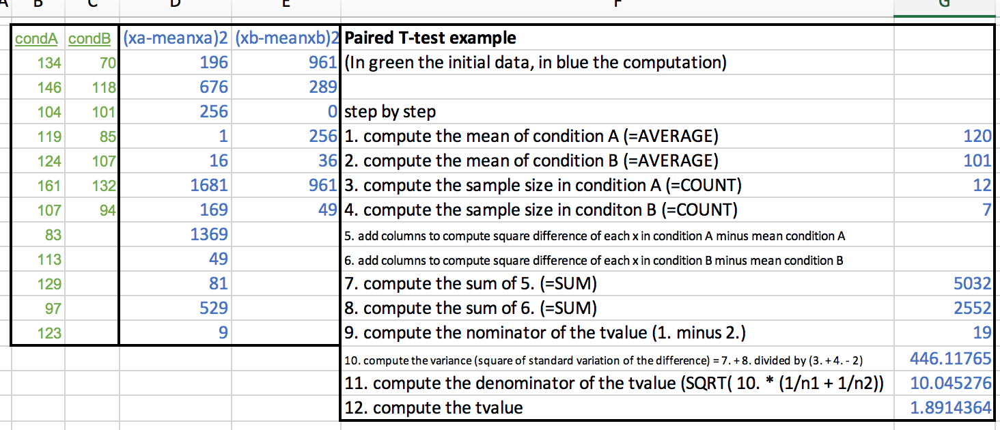 A B C D E F G
condA condB (xa-meanxa)2 (xb-meanxb)2 Paired T-test example
134 70 196 961 (In green the initial data, in blue the computation)
146 118 676 289
104 101 256 0 step by step
119 85 1 256 1. compute the mean of condition A (=AVERAGE) 120
124 107 16 36 2. compute the mean of condition B (=AVERAGE) 101
161 132 1681 961 3. compute the sample size in condition A (=COUNT) 12
107 94 169 49 4. compute the sample size in conditon B (=COUNT) 7
83 1369 5. add columns to compute square difference of each x in condition A minus mean condition A
113 49 6. add columns to compute square difference of each x in condition B minus mean condition B
129 81 7. compute the sum of 5. (=SUM) 5032
97 529 8. compute the sum of 6. (=SUM) 2552
123 9 9. compute the nominator of the tvalue (1. minus 2.) 19
10. compute the variance (square of standard variation of the difference) = 7. + 8. divided by (3. + 4. - 2) 446.11765
11. compute the denominator of the tvalue (SQRT( 10. * (1/n1 + 1/n2)) 10.045276
12. compute the tvalue 1.8914364